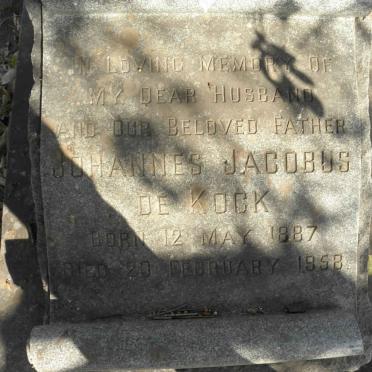 IN LOVING MEMORY OF
MY DEAR HUSBAND
AND OUR BELOVED FATHER
JOHANNES JACOBUS
DE KOCK
BORN 12 MAY 1887
DIED 20 FEBRUARY 1958